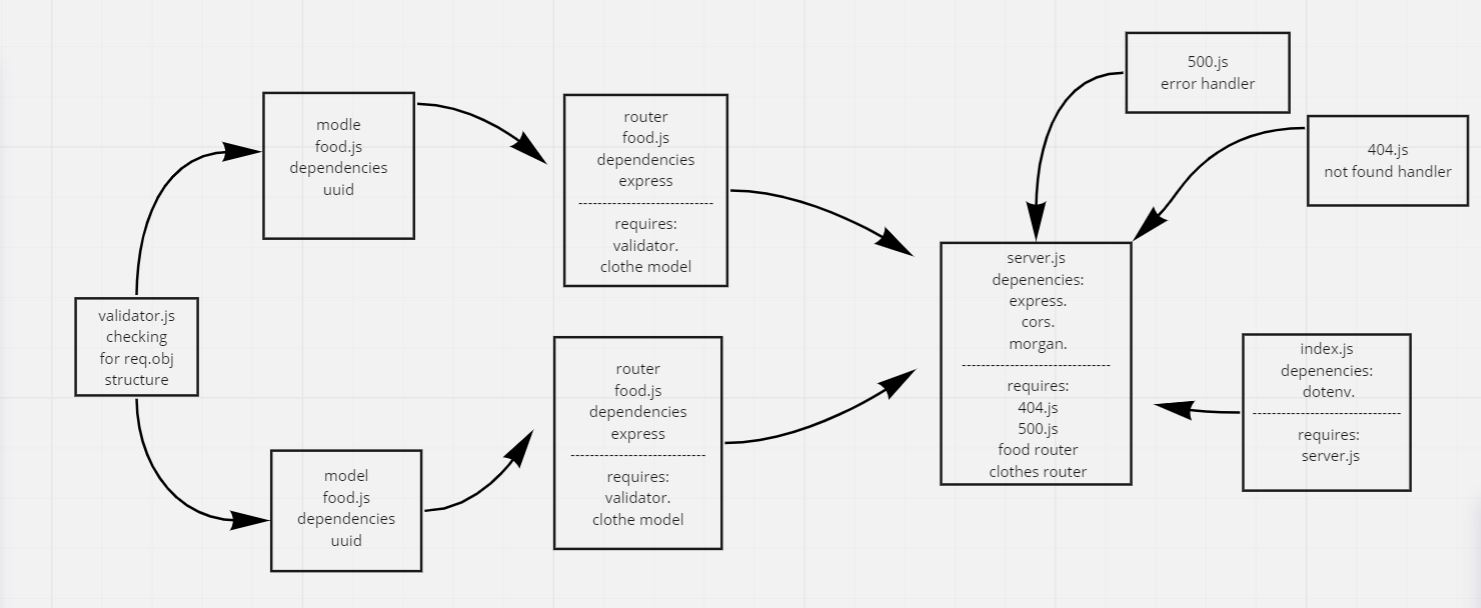 500.js
error handler
404.js
not found handler
modle
food.js
dependencies
uuid
router
food.js
dependencies
express
----------------------------
requires:
validator.
clothe model
validator.js
checking
for req.obj
structure
model
food.js
dependencies
uuid
router
food.js
dependencies
express
----------------------------
requires:
validator.
clothe model
server.js
depenencies:
express.
cors.
morgan.
-------------------------------
requires:
404.js
500.js
food router
clothes router
index.js
depenencies:
dotenv.
-------------------------------
requires:
server.js